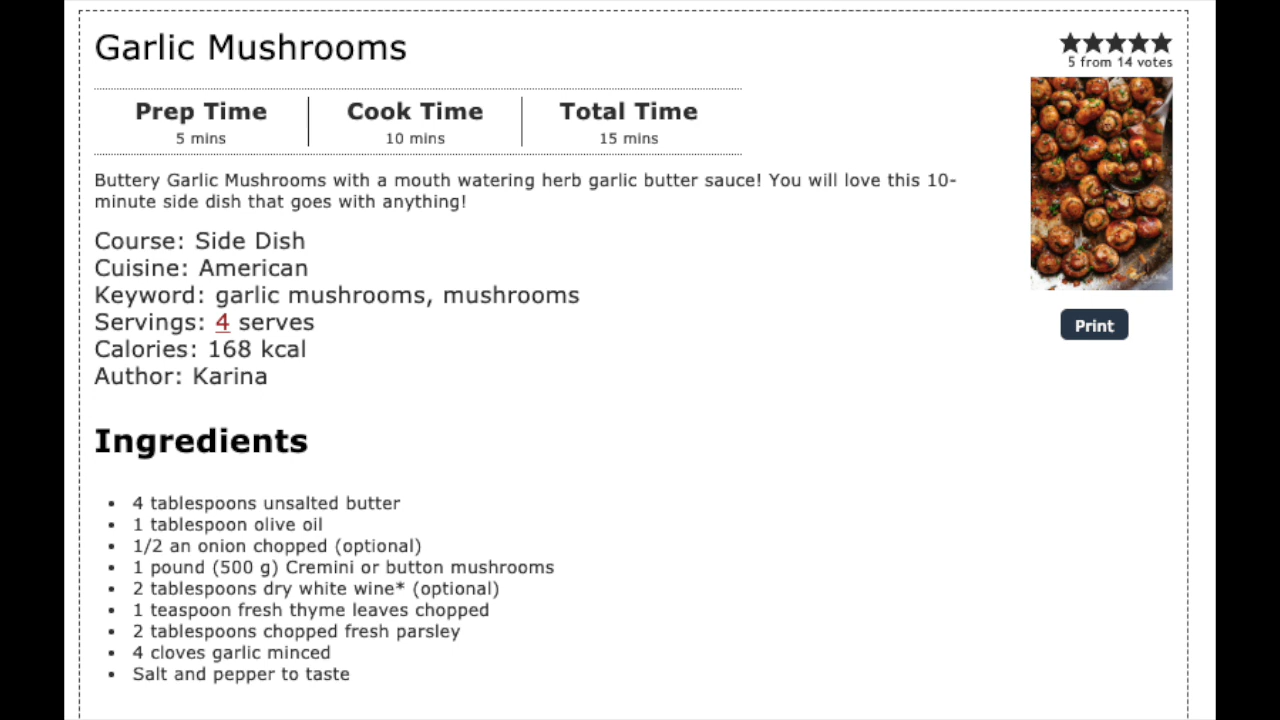 Garlic Mushrooms
5 from 14 votes
Prep Time
5 mins
Cook Time
10 mins
Total Time
15 mins
Buttery Garlic Mushrooms with a mouth watering herb garlic butter sauce! You will love this 10-
minute side dish that goes with anything!
Course: Side Dish
Cuisine: American
Keyword: garlic mushrooms, mushrooms
Servings: 4 serves
Calories: 168 kcal
Author: Karina
Print
Ingredients
• 4 tablespoons unsalted butter
• 1 tablespoon olive oil
• 1/2 an onion chopped (optional)
• 1 pound (500 g) Cremini or button mushrooms
• 2 tablespoons dry white wine* (optional)
• 1 teaspoon fresh thyme leaves chopped
• 2 tablespoons chopped fresh parsley
• 4 cloves garlic minced
• Salt and pepper to taste